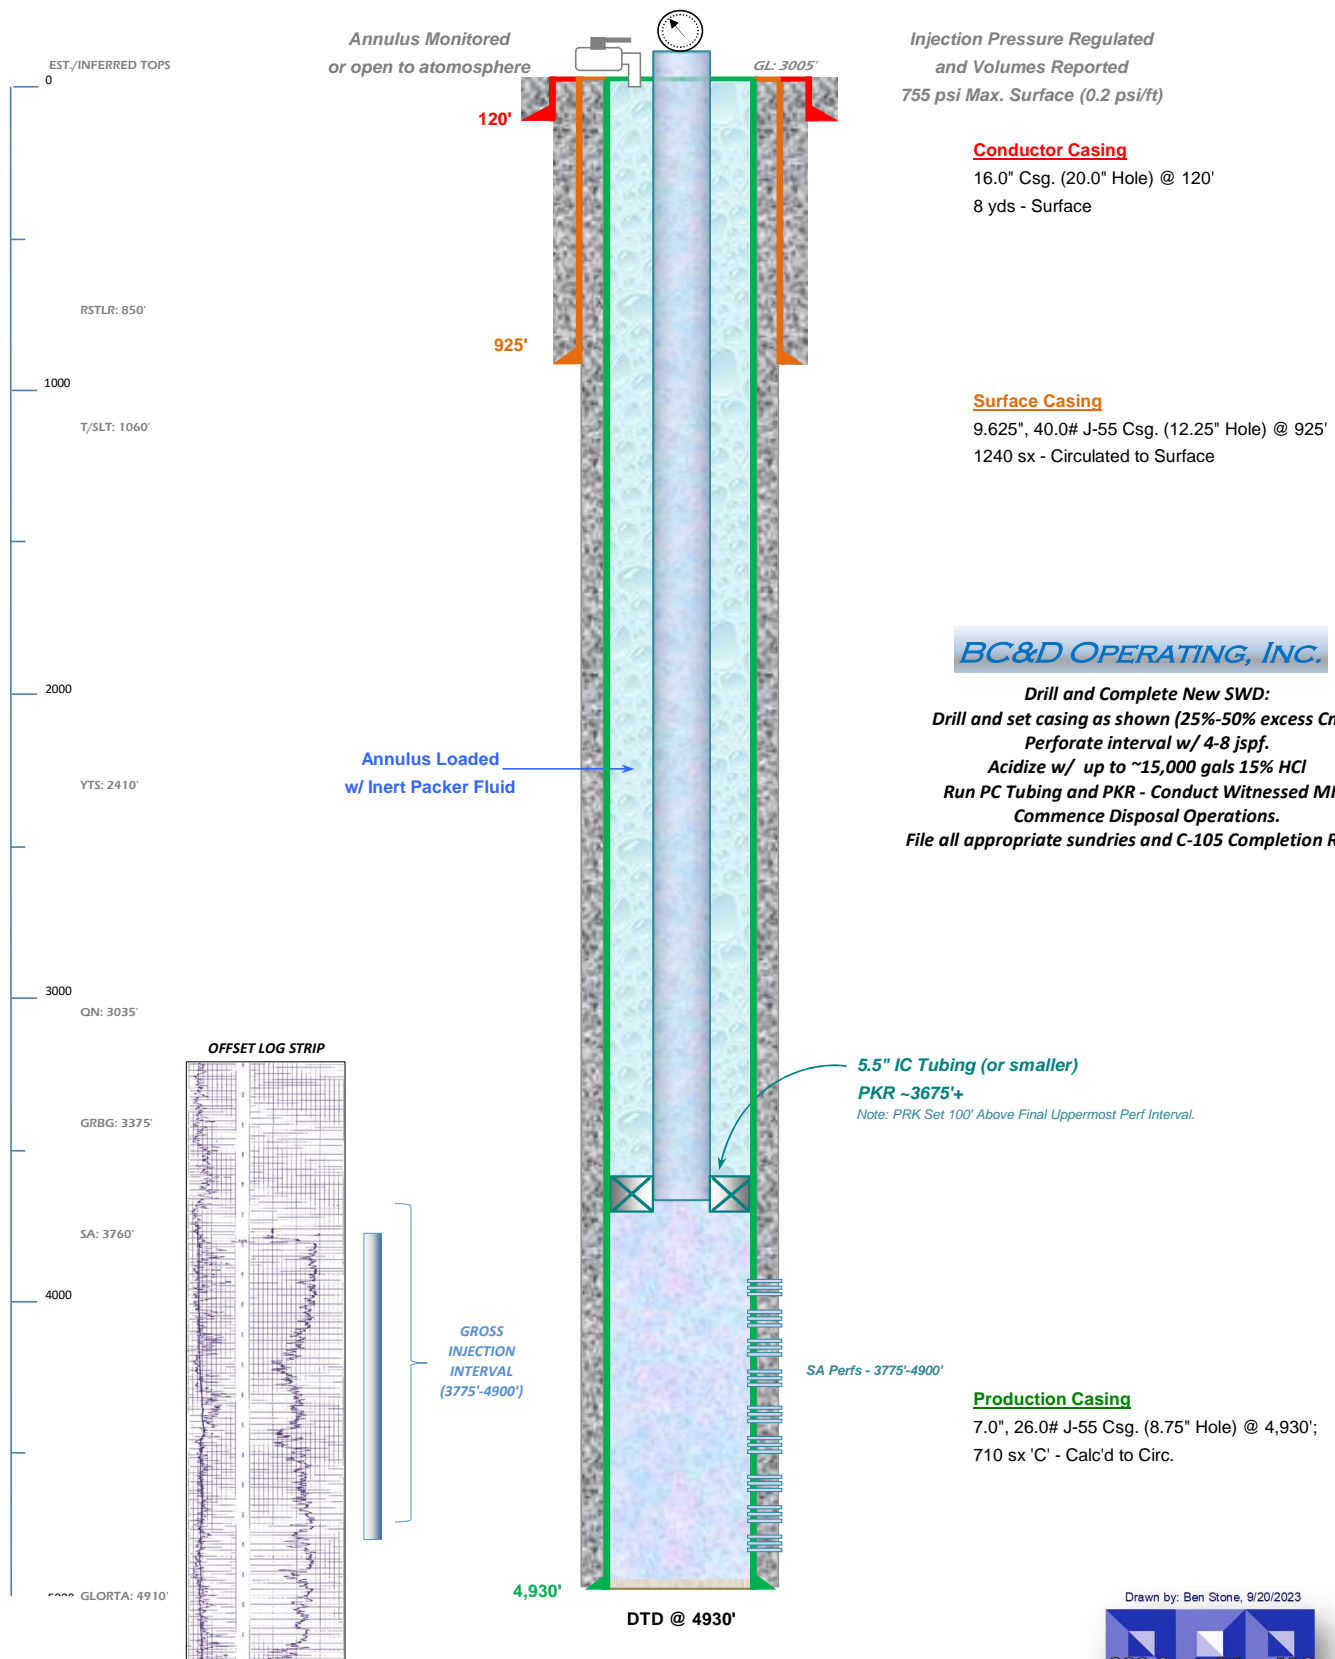 Annulus Monitored
or open to atomosphere
Injection Pressure Regulated
and Volumes Reported
755 psi Max. Surface (0.2 psi/ft)
EST./INFERRED TOPS
GL: 3005'
0
120'
Conductor Casing
16.0" Csg. (20.0" Hole) @ 120'
8 yds - Surface
RSTLR: 850'
925'
1000
T/SLT: 1060'
Surface Casing
9.625", 40.0# J-55 Csg. (12.25" Hole) @ 925'
1240 sx - Circulated to Surface
BC&D OPERATING, INC.
2000
Drill and Complete New SWD:
Drill and set casing as shown (25%-50% excess
Perforate interval w/ 4-8 jspf.
Acidize w/ up to ~15,000 gals 15% HCl
Run PC Tubing and PKR - Conduct Witnessed
Commence Disposal Operations.
File all appropriate sundries and C-105 Completion
Annulus Loaded
w/ Inert Packer Fluid
YTS: 2410'
3000
QN: 3035'
OFFSET LOG STRIP
5.5" IC Tubing (or smaller)
PKR ~3675'+
Note: PRK Set 100' Above Final Uppermost Perf Interval.
GRBG: 3375'
SA: 3760'
4000
GROSS
INJECTION
INTERVAL
(3775'-4900')
SA Perfs - 3775'-4900'
Production Casing
7.0", 26.0# J-55 Csg. (8.75" Hole) @ 4,930';
710 sx 'C' - Calc'd to Circ.
GLORTA: 4910'
4,930'
DTD @ 4930'
Drawn by: Ben Stone, 9/20/2023